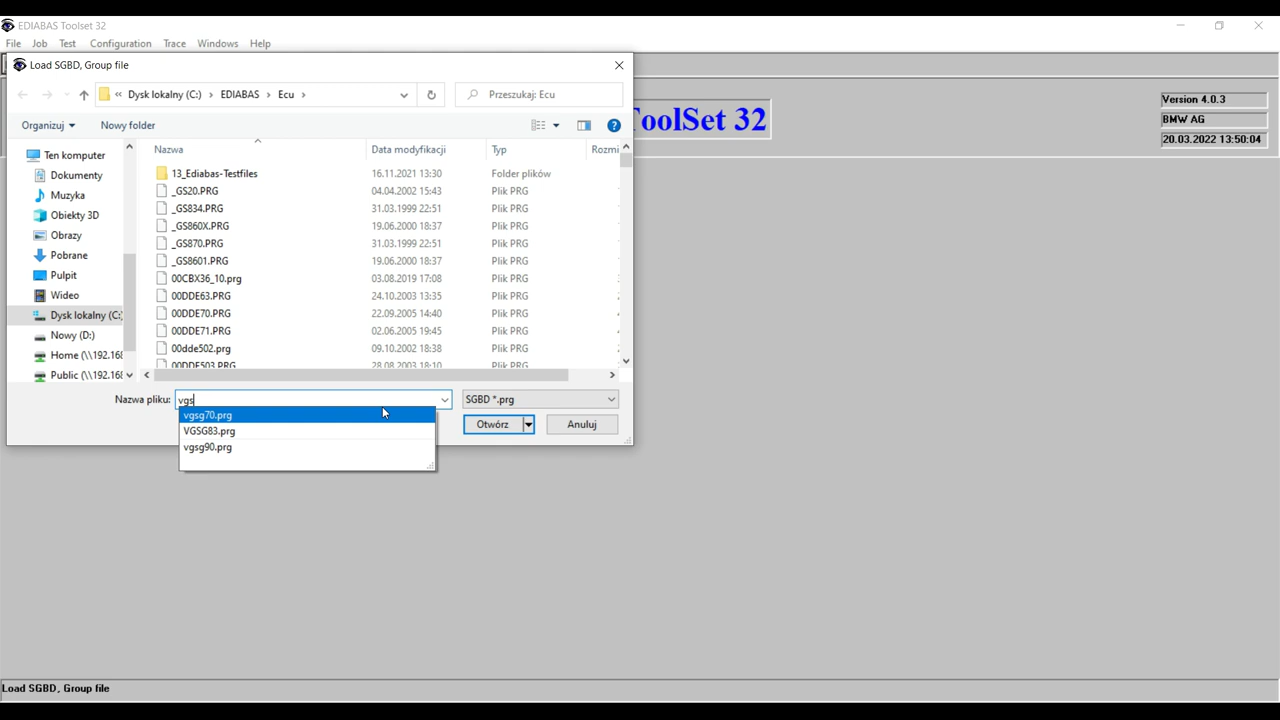 EDIABAS Toolset 32
File Job Test Configuration Trace Windows Help
Load SGBD, Group file
« Dysk lokalny (C:) › EDIABAS › Ecu › Przeszukaj: Ecu
ToolSet 32
Version 4.0.3
BMW AG
20.03.2022 13:50:04
Organizuj Nowy folder
Ten komputer
Dokumenty
Muzyka
Obiekty 3D
Obrazy
Pobrane
Pulpit
Wideo
Dysk lokalny (C:)
Nowy (D:)
Home (\\192.168
Public (\\192.168
Nazwa Data modyfikacji Typ Rozmi
13_Ediabas-Testfiles 16.11.2021 13:30 Folder plików
_GS20.PRG 04.04.2002 15:43 Plik PRG
_GS834.PRG 31.03.1999 22:51 Plik PRG
_GS860X.PRG 19.06.2000 18:37 Plik PRG
_GS870.PRG 31.03.1999 22:51 Plik PRG
_GS8601.PRG 19.06.2000 18:37 Plik PRG
00CBX36_10.prg 03.08.2019 17:08 Plik PRG
00DDE63.PRG 24.10.2003 13:35 Plik PRG
00DDE70.PRG 22.09.2005 14:40 Plik PRG
00DDE71.PRG 02.06.2005 19:45 Plik PRG
00dde502.prg 09.10.2002 18:38 Plik PRG
00DDE503.PRG 28.08.2003 18:10 Plik PRG
Nazwa pliku: vgs SGBD *.prg
vgsg70.prg
VGSG83.prg
vgsg90.prg
Otwórz Anuluj
Load SGBD, Group file